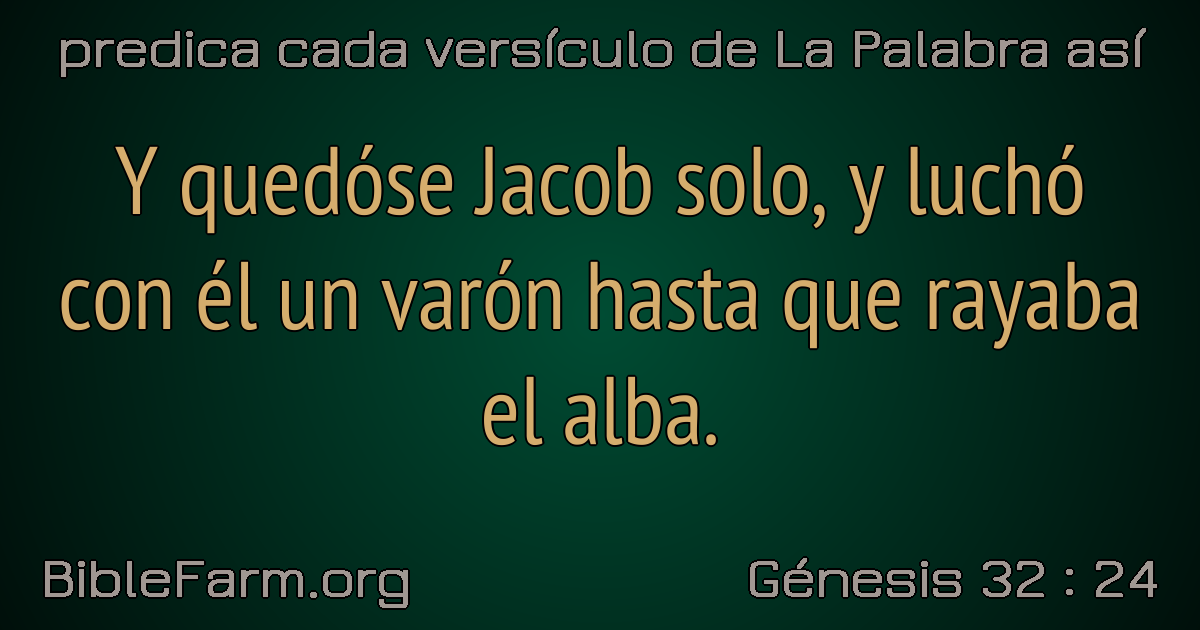 predica cada versículo de La Palabra así
Y quedóse Jacob solo, y luchó
con él un varón hasta que rayaba
el alba.
BibleFarm.org
Génesis 32 : 24